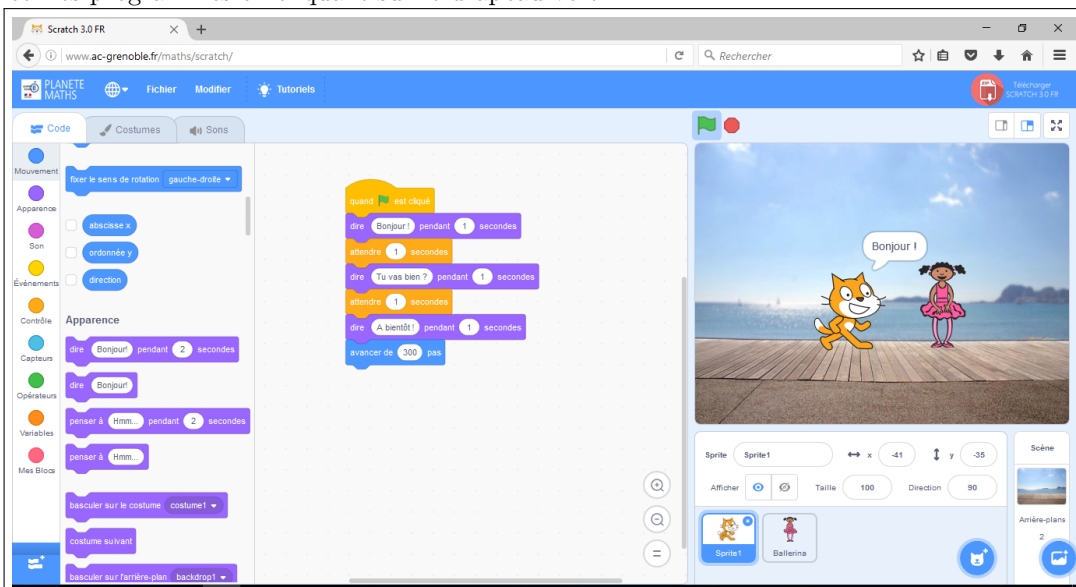 Scratch 3.0 FR
www.ac-grenoble.fr/maths/scratch/
Rechercher
PLANETE MATHS
Fichier
Modifier
Tutoriels
Télécharger
SCRATCH 3.0 FR
Code
Costumes
Sons
Mouvement
Apparence
Son
Événements
Contrôle
Capteurs
Opérateurs
Variables
Mes Blocs
fixer le sens de rotation gauche-droite
abscisse x
ordonnée y
direction
Apparence
dire Bonjour! pendant 2 secondes
dire Bonjour!
penser à Hmm... pendant 2 secondes
penser à Hmm...
basculer sur le costume costume1
costume suivant
basculer sur l'arrière-plan backdrop1
quand est cliqué
dire Bonjour ! pendant 1 secondes
attendre 1 secondes
dire Tu vas bien ? pendant 1 secondes
attendre 1 secondes
dire A bientôt ! pendant 1 secondes
avancer de 300 pas
Bonjour !
Sprite Sprite1 x -41 y -35
Afficher Taille 100 Direction 90
Sprite1
Ballerina
Scène
Arrière-plans
2